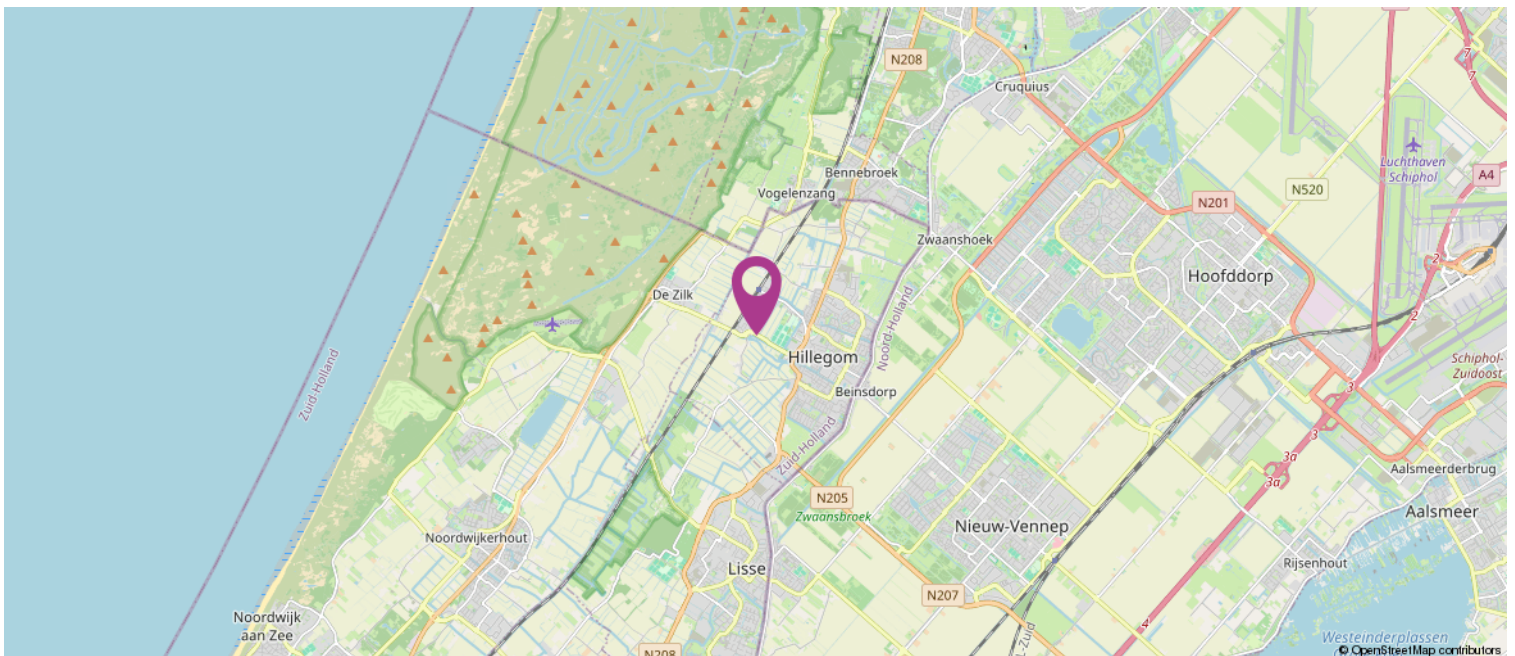 N208
7
7
Cruquius
Luchthaven
Schiphol
A4
Bennebroek
Vogelenzang
N520
N201
Zwaanshoek
2
Hoofddorp
De Zilk
Noord-Holland
2
Hillegom
Zuid-Holland
Schiphol-
Zuidoost
Beinsdorp
3
3
Zuid-Holland
3a
3a
Aalsmeerderbrug
N205
Zwaansbroek
Aalsmeer
Nieuw-Vennep
Noordwijkerhout
Rijsenhout
Lisse
N207
Noordwijk
aan Zee
4
Westeinderplassen
N208
© OpenStreetMap contributors